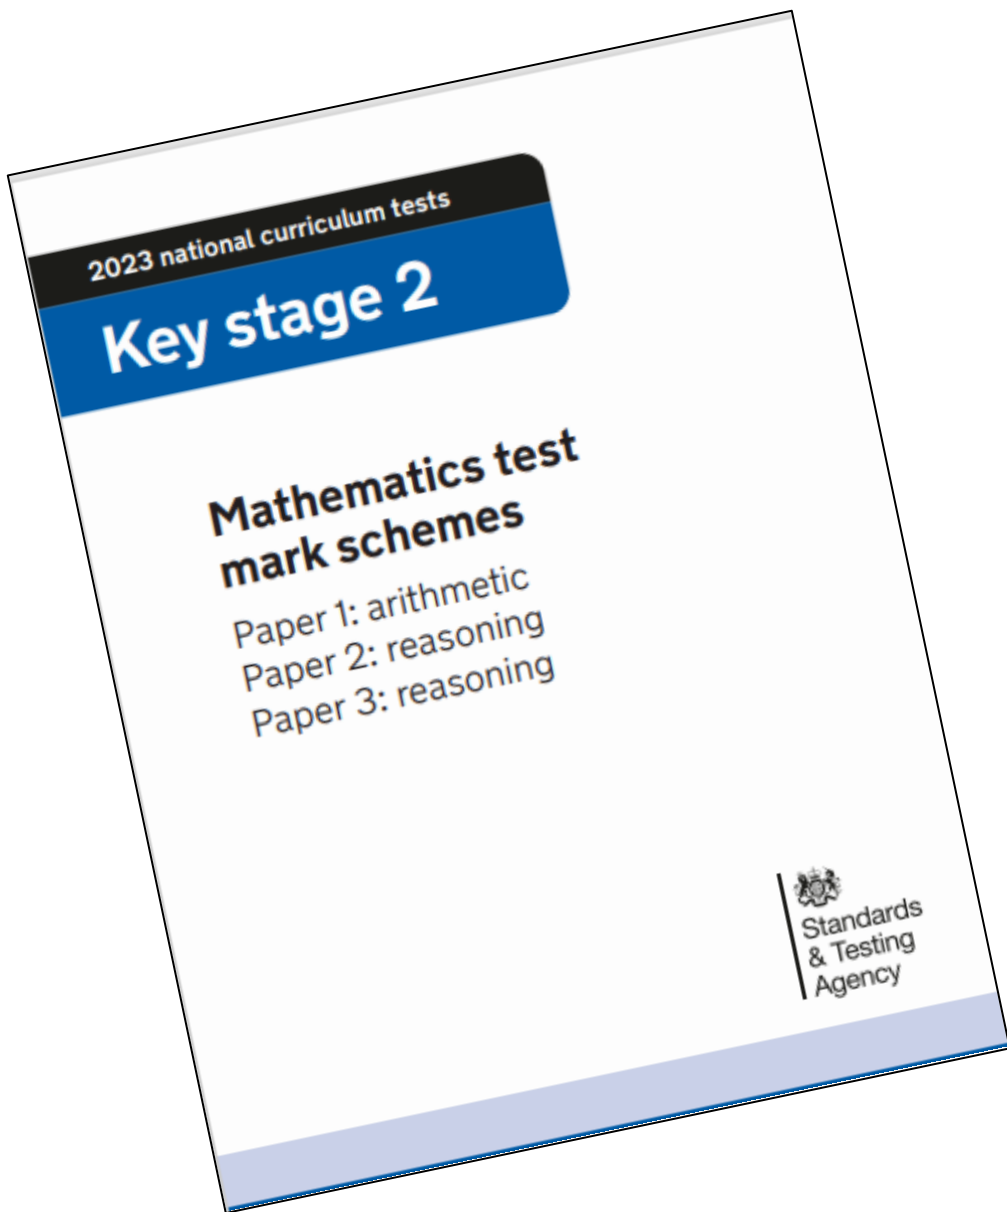 2023 national curriculum tests
Key stage 2
Mathematics test
mark schemes
Paper 1: arithmetic
Paper 2: reasoning
Paper 3: reasoning
Standards
& Testing
Agency